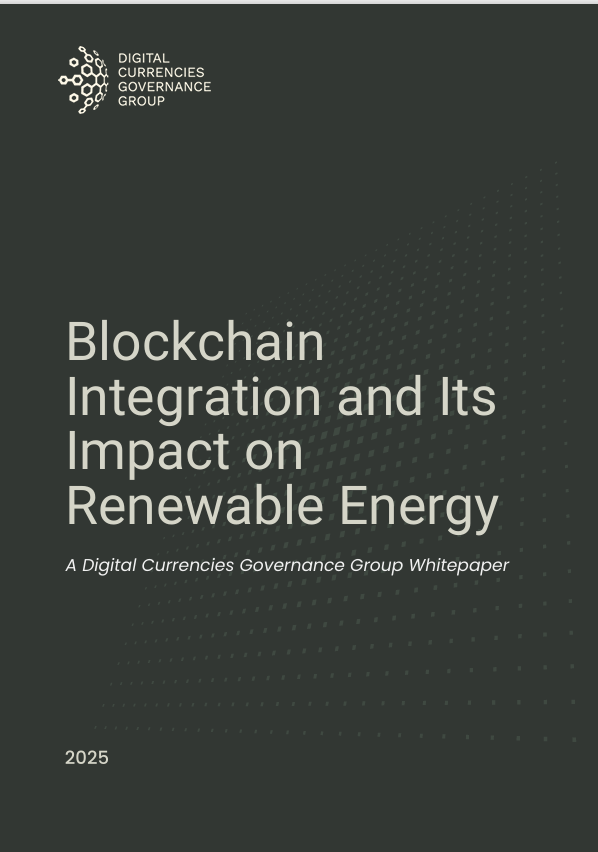 DIGITAL
CURRENCIES
GOVERNANCE
GROUP
Blockchain
Integration and Its
Impact on
Renewable Energy
A Digital Currencies Governance Group Whitepaper
2025